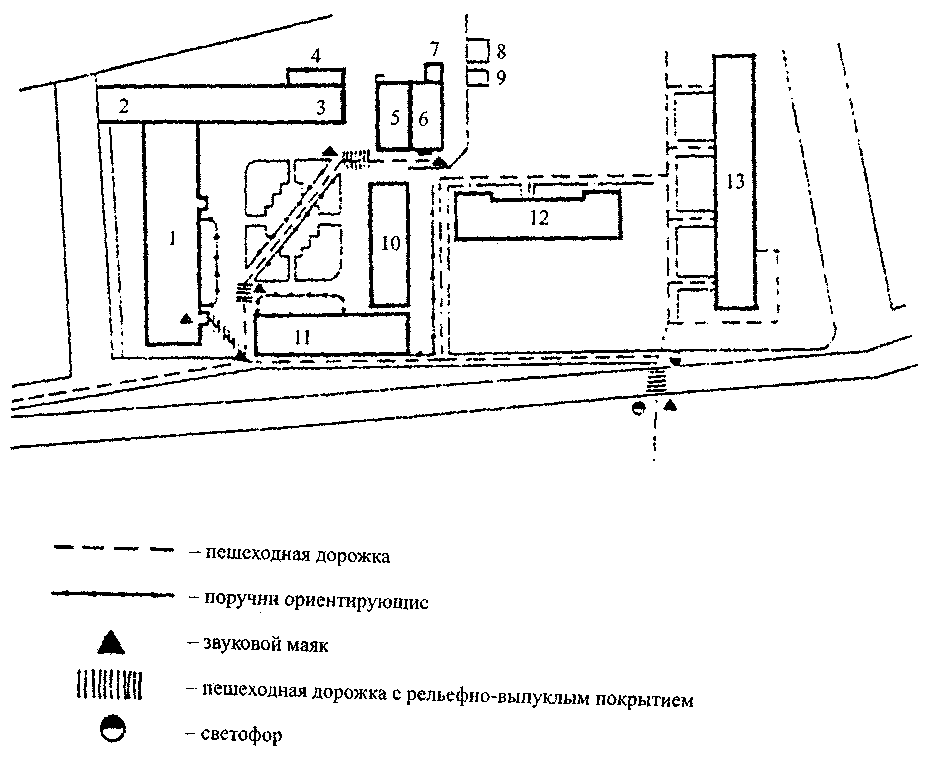 4
7
8
9
2
3
5
6
13
12
1
10
11
– пешеходная дорожка
– поручни ориентирующие
– звуковой маяк
– пешеходная дорожка с рельефно-выпуклым покрытием
– светофор